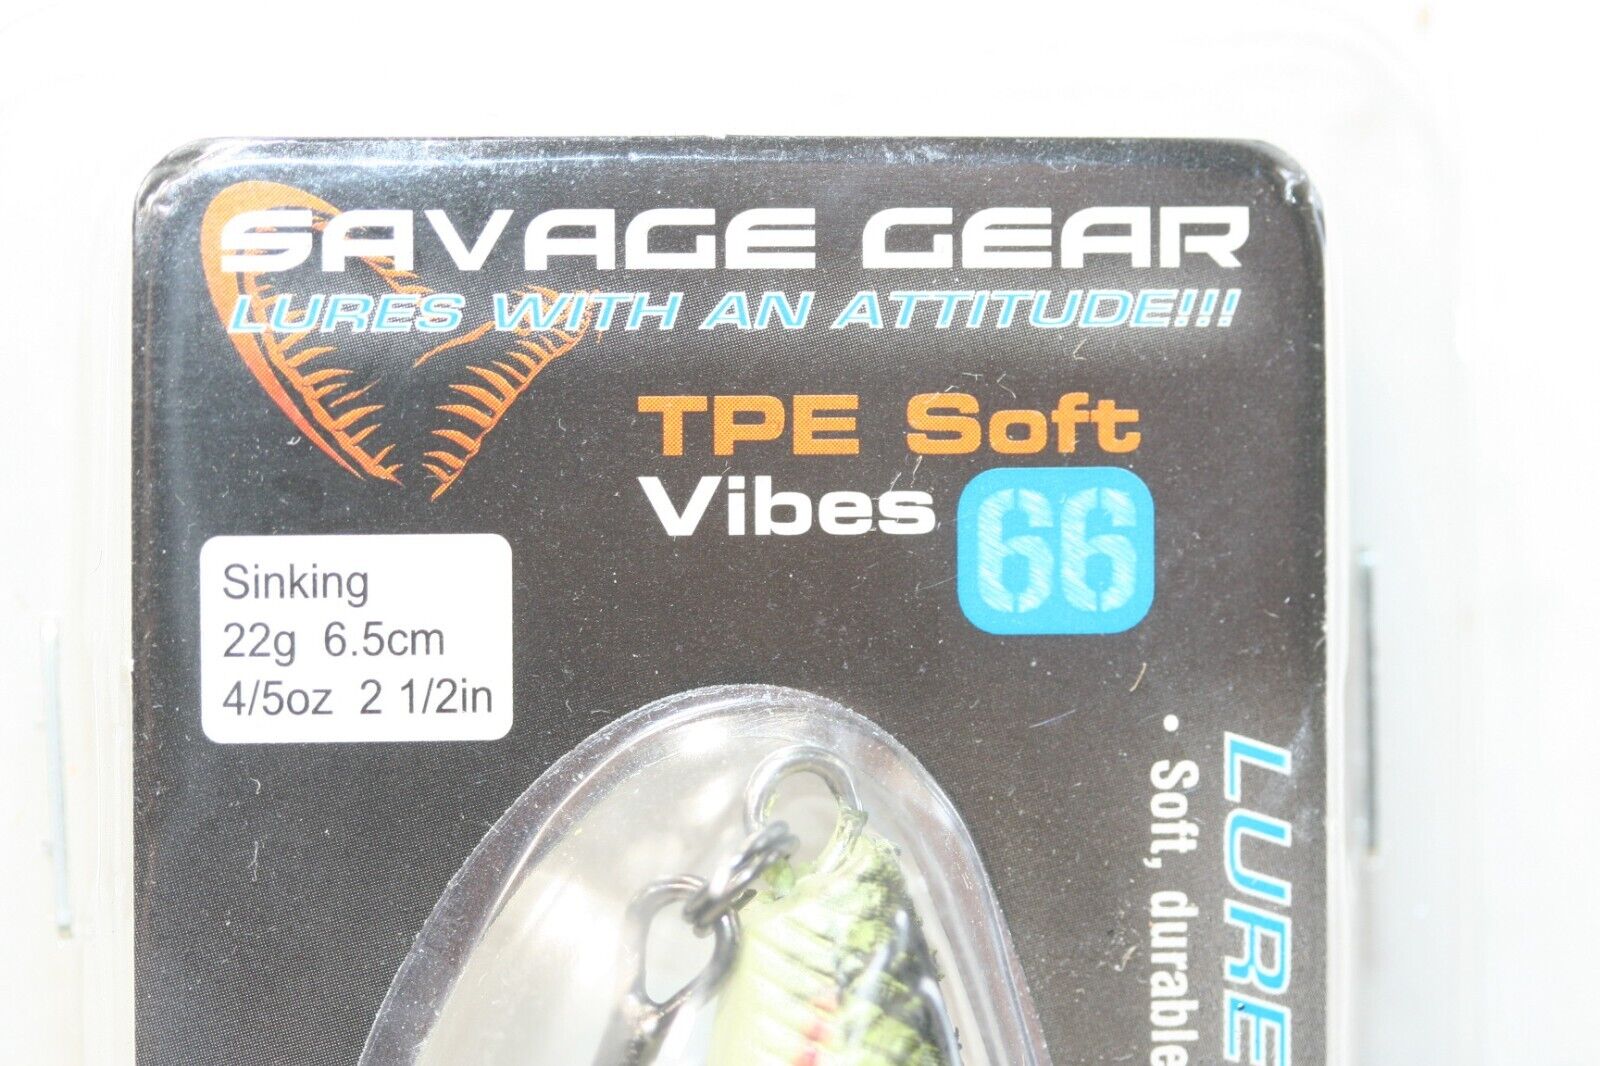 SAVAGE GEAR
LURES WITH AN ATTITUDE!!!
TPE Soft
Vibes 66
Sinking
22g 6.5cm
4/5oz 2 1/2in
LURE
• Soft, durable